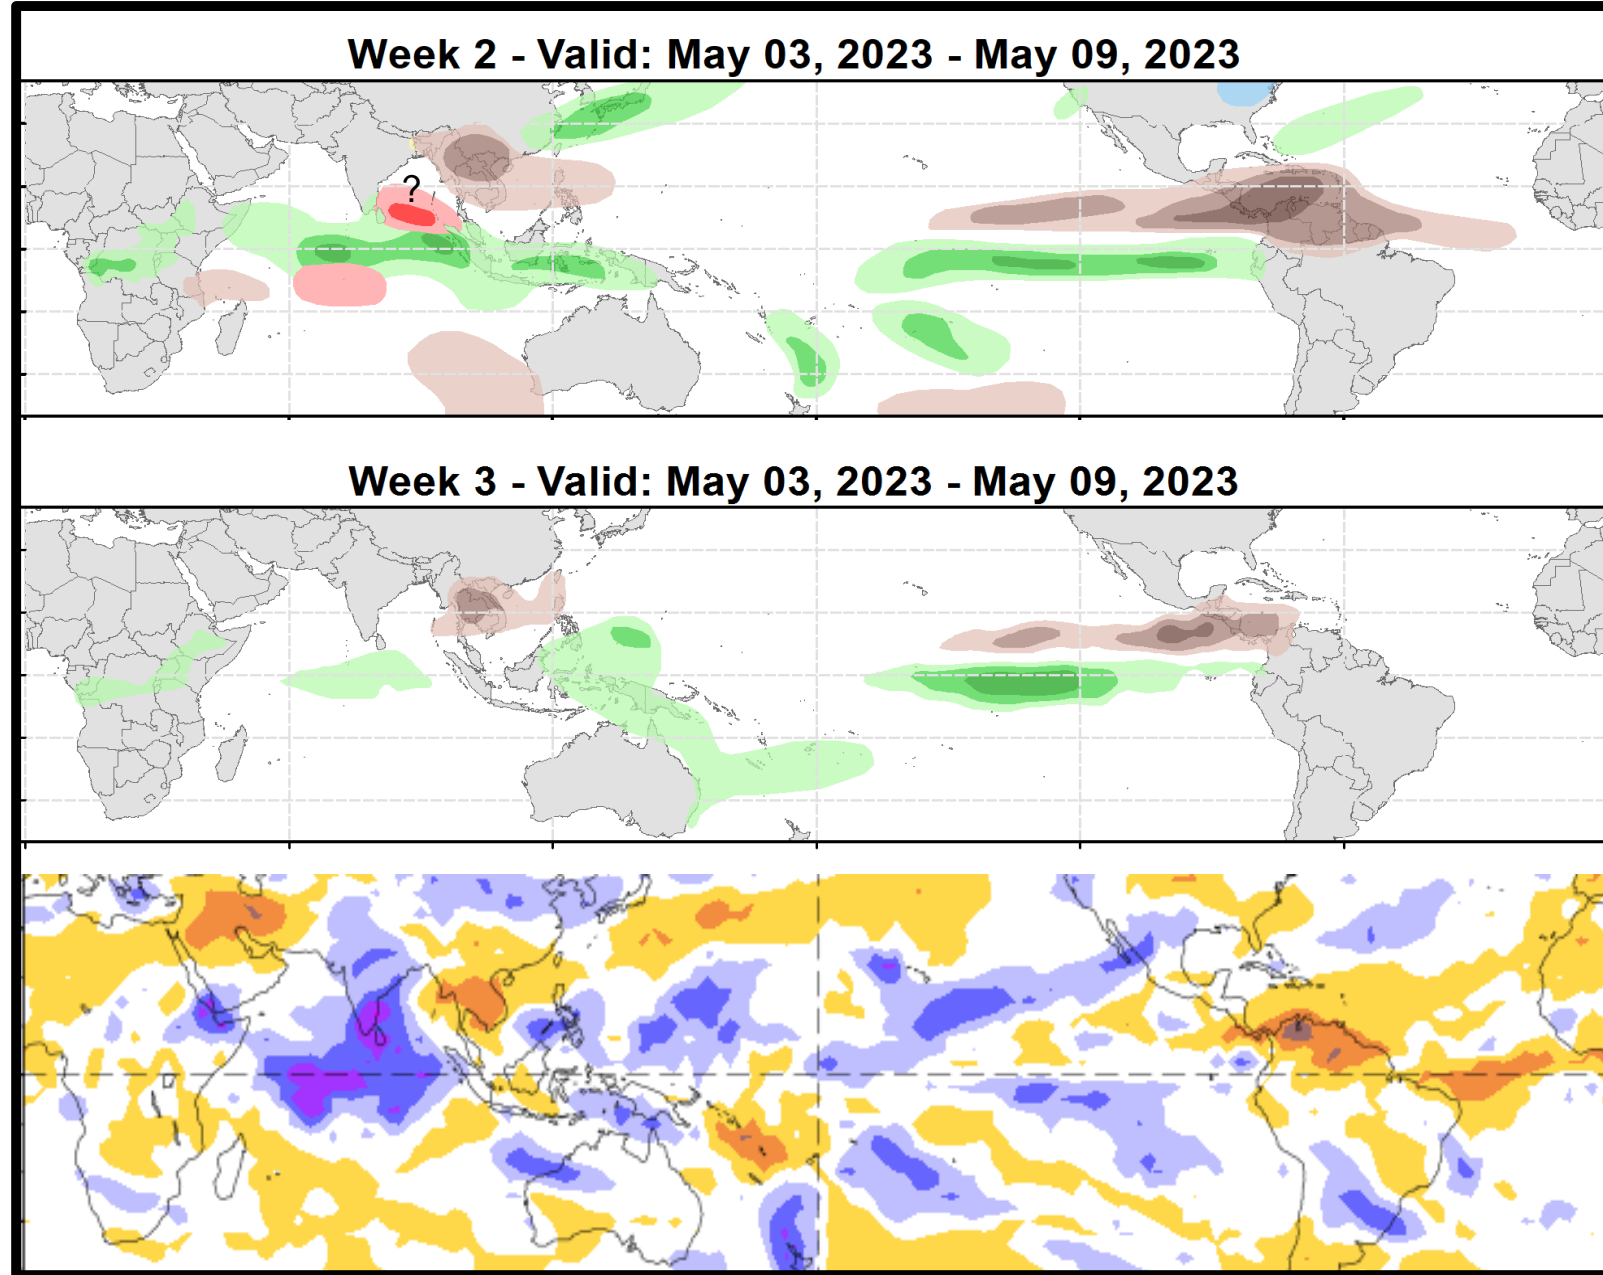 Week 2 - Valid: May 03, 2023 - May 09, 2023
?
Week 3 - Valid: May 03, 2023 - May 09, 2023